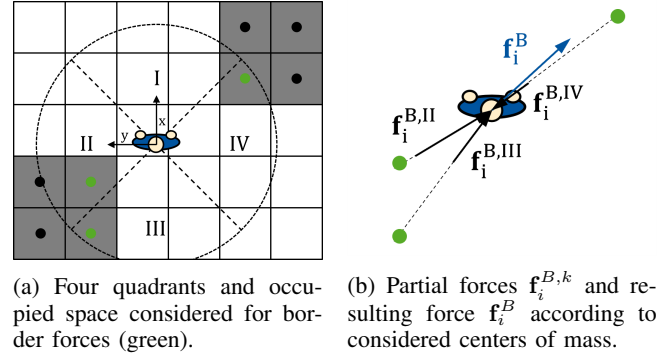 I
x
y
II
IV
III
f_i^B
f_i^{B,IV}
f_i^{B,II}
f_i^{B,III}
(a) Four quadrants and occu-
pied space considered for bor-
der forces (green).
(b) Partial forces f_i^{B,k} and re-
sulting force f_i^B according to
considered centers of mass.